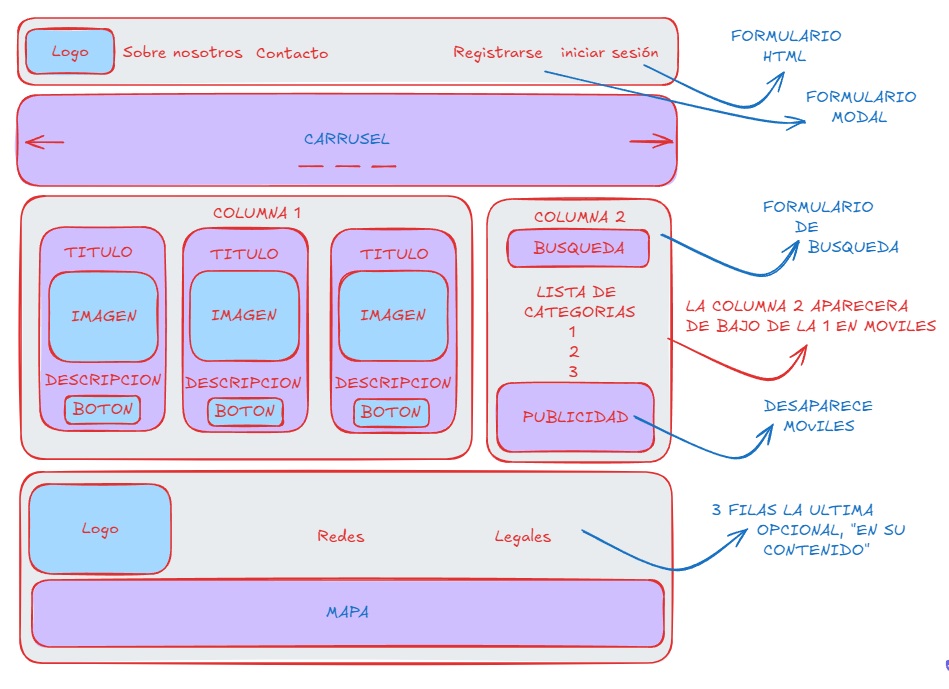 Logo
Sobre nosotros
Contacto
Registrarse
iniciar sesión
FORMULARIO
HTML
FORMULARIO
MODAL
CARRUSEL
COLUMNA 1
TITULO
IMAGEN
DESCRIPCION
BOTON
TITULO
IMAGEN
DESCRIPCION
BOTON
TITULO
IMAGEN
DESCRIPCION
BOTON
COLUMNA 2
BUSQUEDA
LISTA DE
CATEGORIAS
1
2
3
PUBLICIDAD
FORMULARIO
DE
BUSQUEDA
LA COLUMNA 2 APARECERA
DE BAJO DE LA 1 EN MOVILES
DESAPARECE
MOVILES
Logo
Redes
Legales
3 FILAS LA ULTIMA
OPCIONAL, "EN SU
CONTENIDO"
MAPA